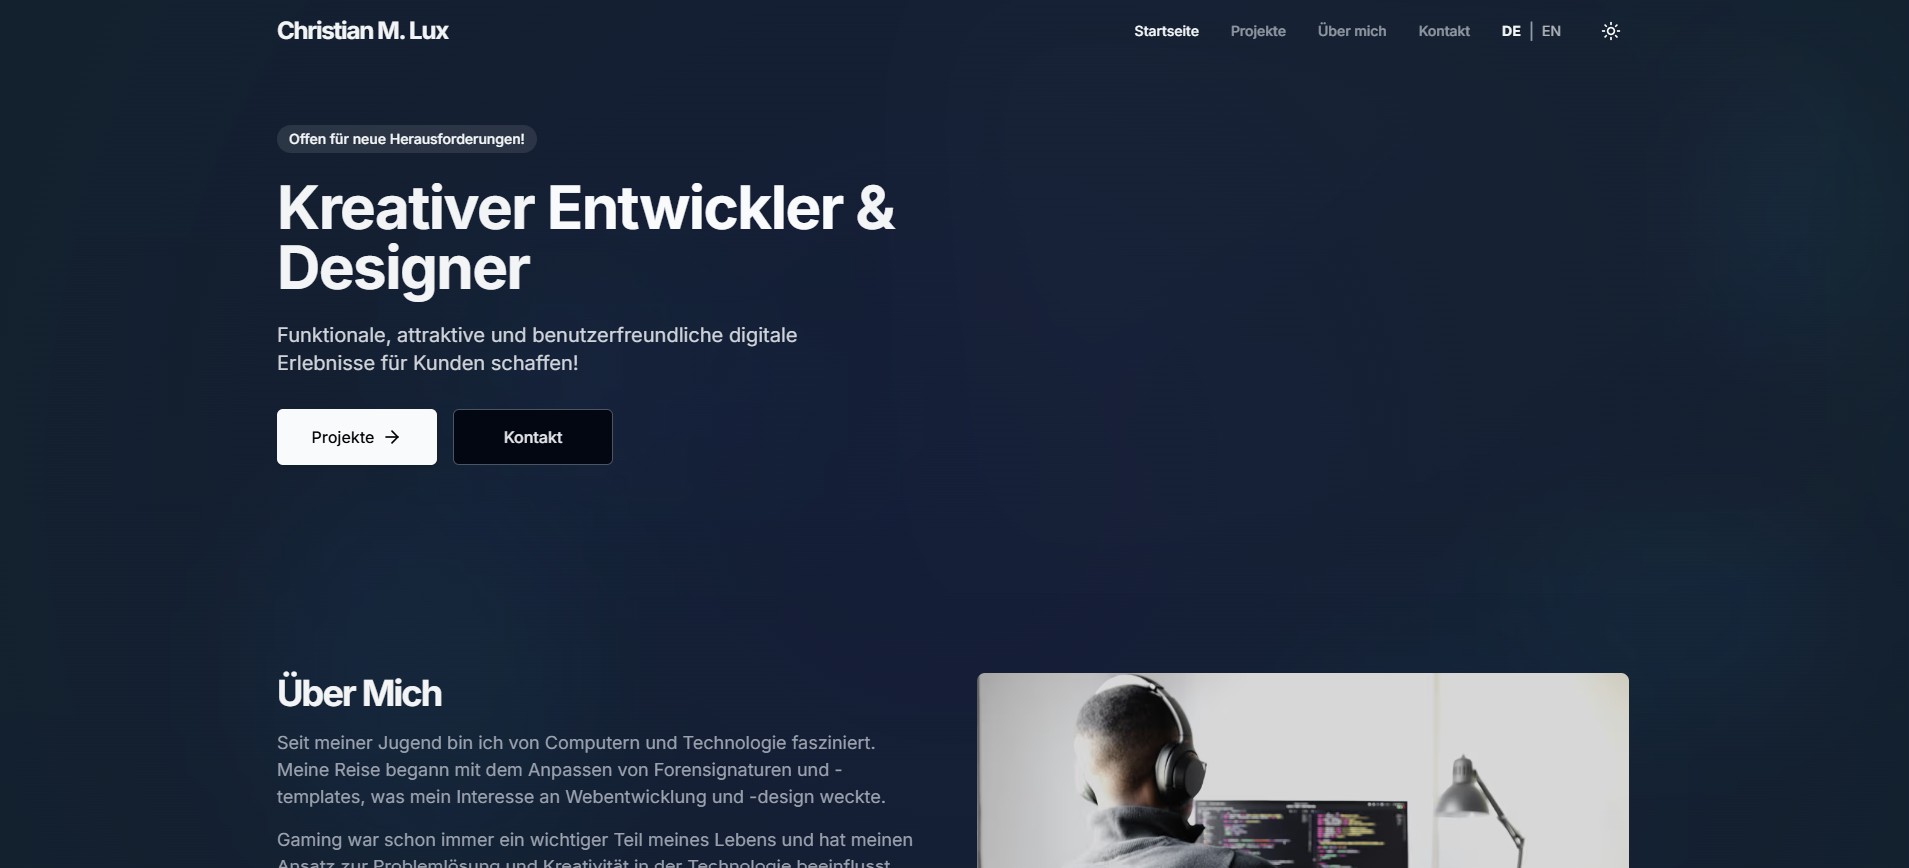 Christian M. Lux
Startseite Projekte Über mich Kontakt DE | EN
Offen für neue Herausforderungen!
Kreativer Entwickler &
Designer
Funktionale, attraktive und benutzerfreundliche digitale
Erlebnisse für Kunden schaffen!
Projekte →
Kontakt
Über Mich
Seit meiner Jugend bin ich von Computern und Technologie fasziniert.
Meine Reise begann mit dem Anpassen von Forensignaturen und -
templates, was mein Interesse an Webentwicklung und -design weckte.
Gaming war schon immer ein wichtiger Teil meines Lebens und hat meinen
Ansatz zur Problemlösung und Kreativität in der Technologie beeinflusst.